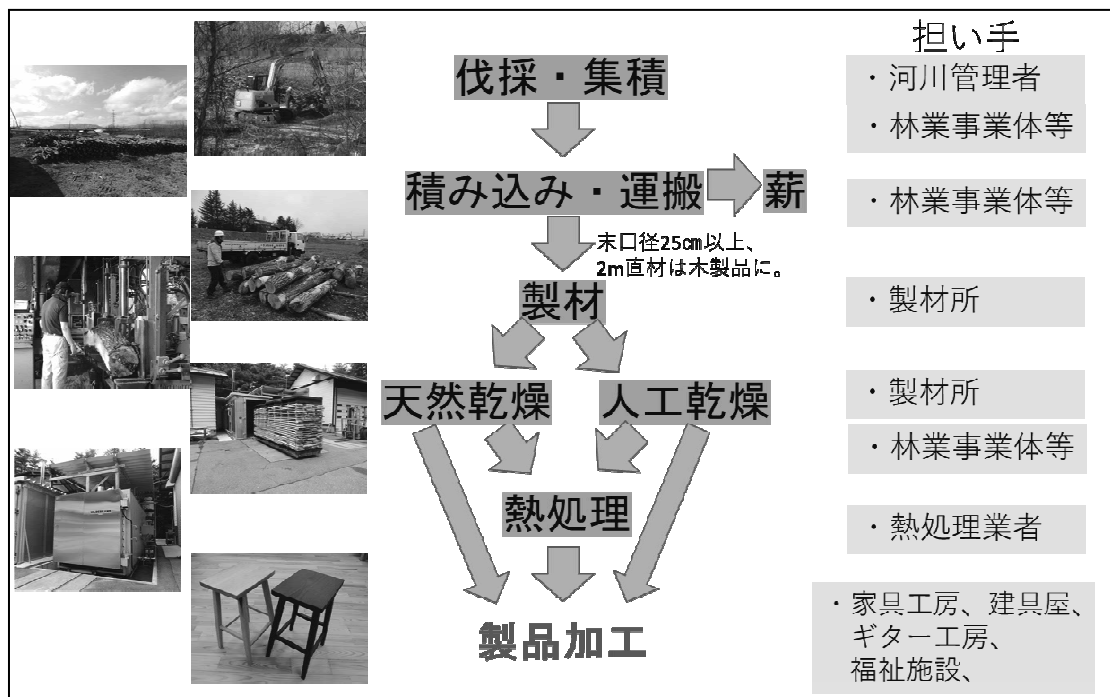 担い手
伐採・集積
・河川管理者
・林業事業体等
積み込み・運搬
薪
・林業事業体等
末口径25cm以上、
2m直材は木製品に。
製材
・製材所
天然乾燥
人工乾燥
・製材所
・林業事業体等
熱処理
・熱処理業者
製品加工
・家具工房、建具屋、
ギター工房、
福祉施設、